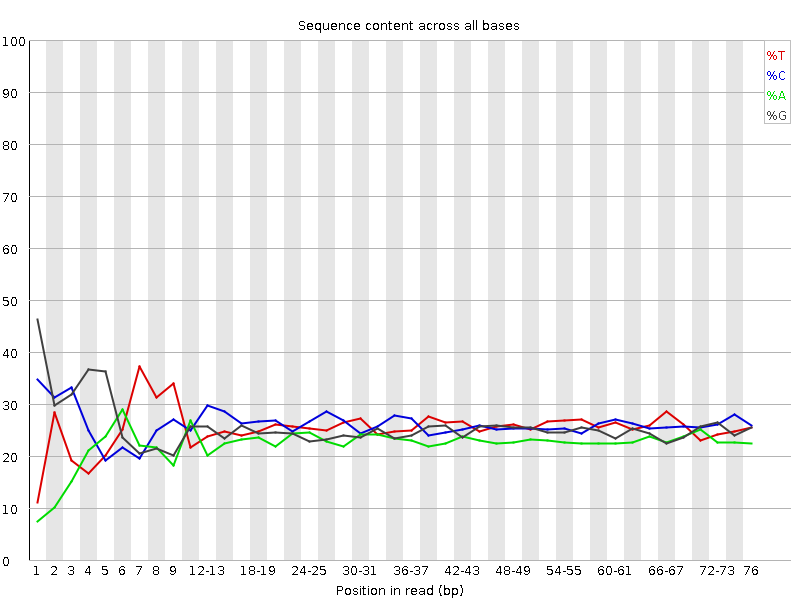 Sequence content across all bases
100
90
80
70
60
50
40
30
20
10
0
%T
%C
%A
%G
1 2 3 4 5 6 7 8 9 12-13 18-19 24-25 30-31 36-37 42-43 48-49 54-55 60-61 66-67 72-73 76
Position in read (bp)